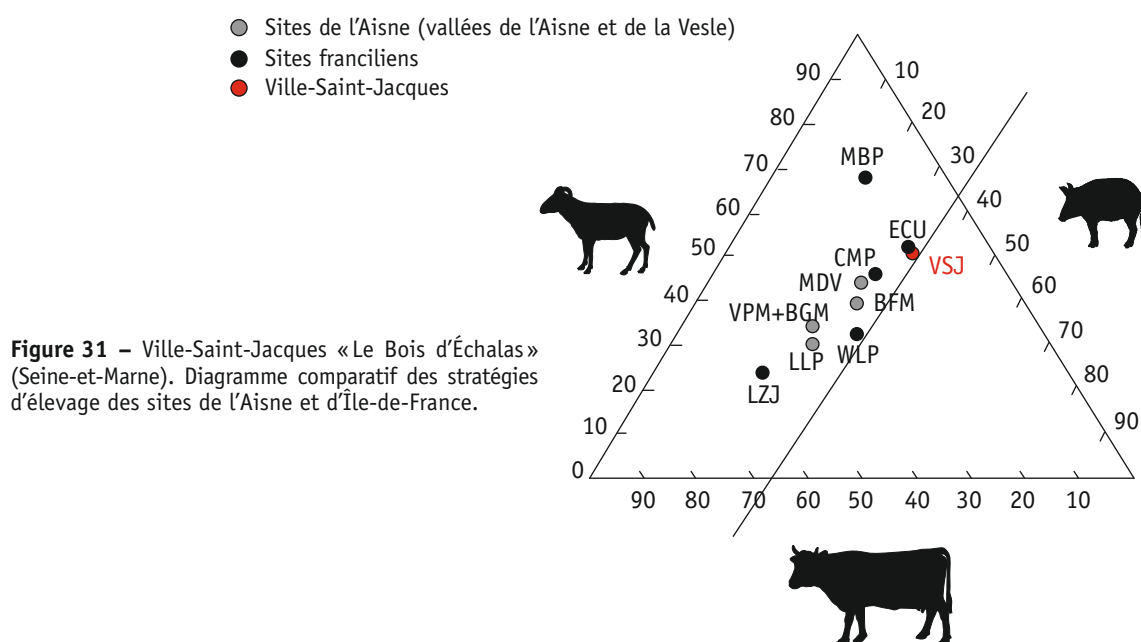 Sites de l'Aisne (vallées de l'Aisne et de la Vesle)
Sites franciliens
Ville-Saint-Jacques
90
80
70
60
50
40
30
20
10
0
10
20
30
40
50
60
70
80
90
90
80
70
60
50
40
30
20
10
MBP
ECU
VSJ
CMP
MDV
BFM
VPM+BGM
LLP
WLP
LZJ
Figure 31 – Ville-Saint-Jacques « Le Bois d'Échalas »
(Seine-et-Marne). Diagramme comparatif des stratégies
d'élevage des sites de l'Aisne et d'Île-de-France.